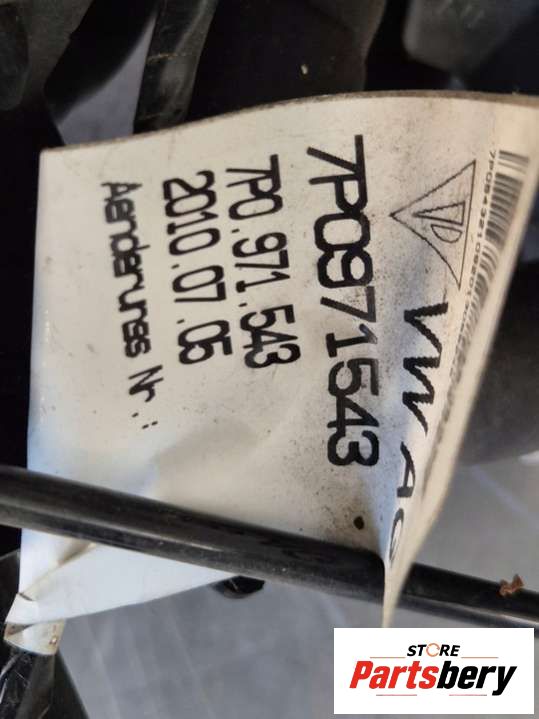 VW AG
7P0971543
7P0.971.543
2010.07.05
Aenderungs Nr.:
STORE
Partsbery